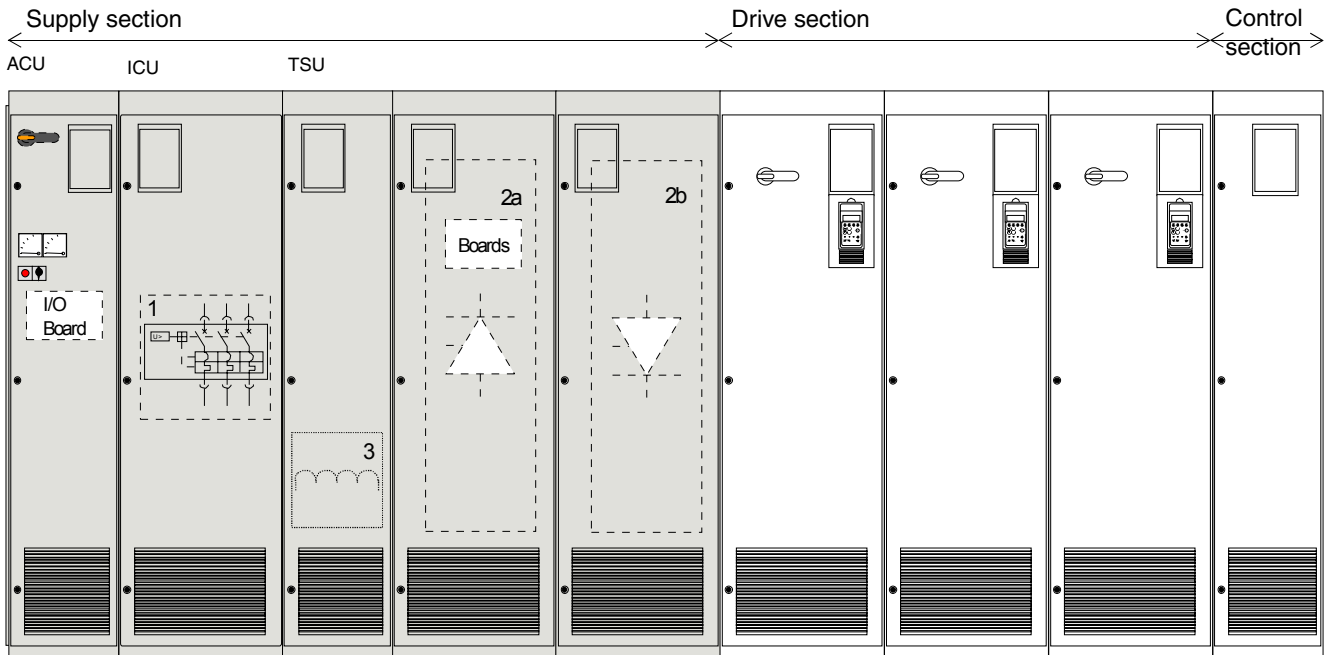 Supply section
Drive section
Control
section
ACU
ICU
TSU
2a
2b
Boards
I/O
Board
1
U>
3